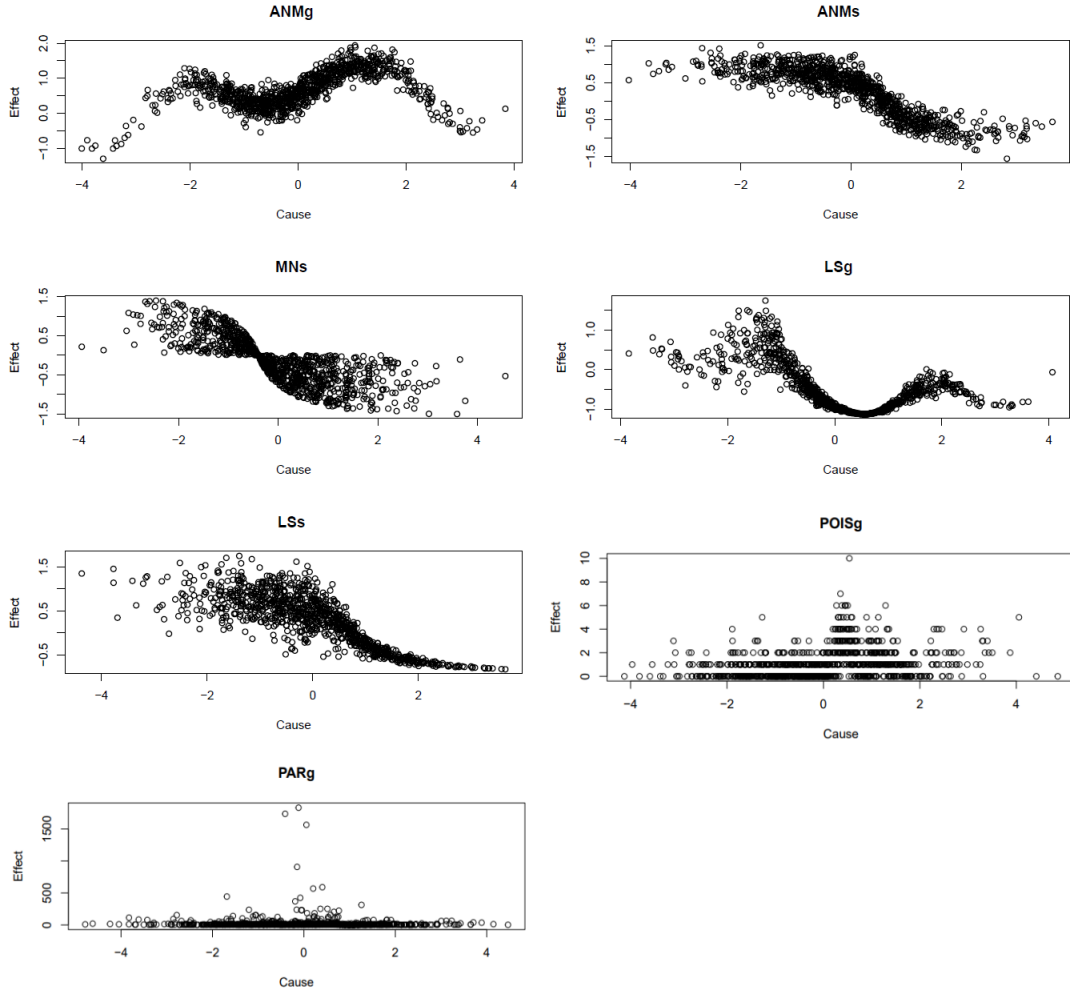 ANMg
Effect
-1.0 0.0 1.0 2.0
-4 -2 0 2 4
Cause
ANMs
Effect
-1.5 -0.5 0.5 1.5
-4 -2 0 2
Cause
MNs
Effect
-1.5 -0.5 0.5 1.5
-4 -2 0 2 4
Cause
LSg
Effect
-1.0 0.0 1.0
-4 -2 0 2 4
Cause
LSs
Effect
-0.5 0.5 1.5
-4 -2 0 2
Cause
POISg
Effect
0 2 4 6 8 10
-4 -2 0 2 4
Cause
PARg
Effect
0 500 1500
-4 -2 0 2 4
Cause